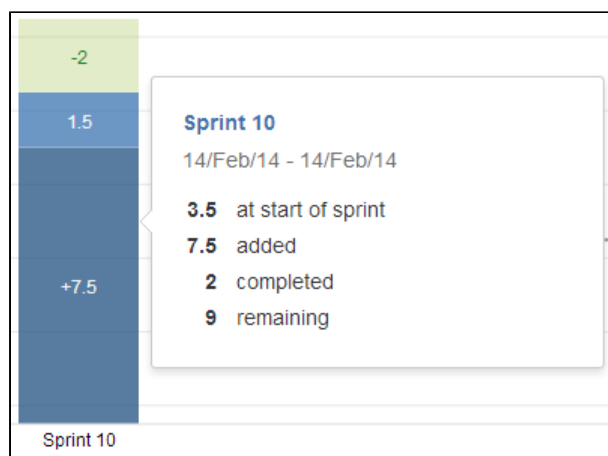 -2
1.5
+7.5
Sprint 10
Sprint 10
14/Feb/14 - 14/Feb/14
3.5 at start of sprint
7.5 added
2 completed
9 remaining